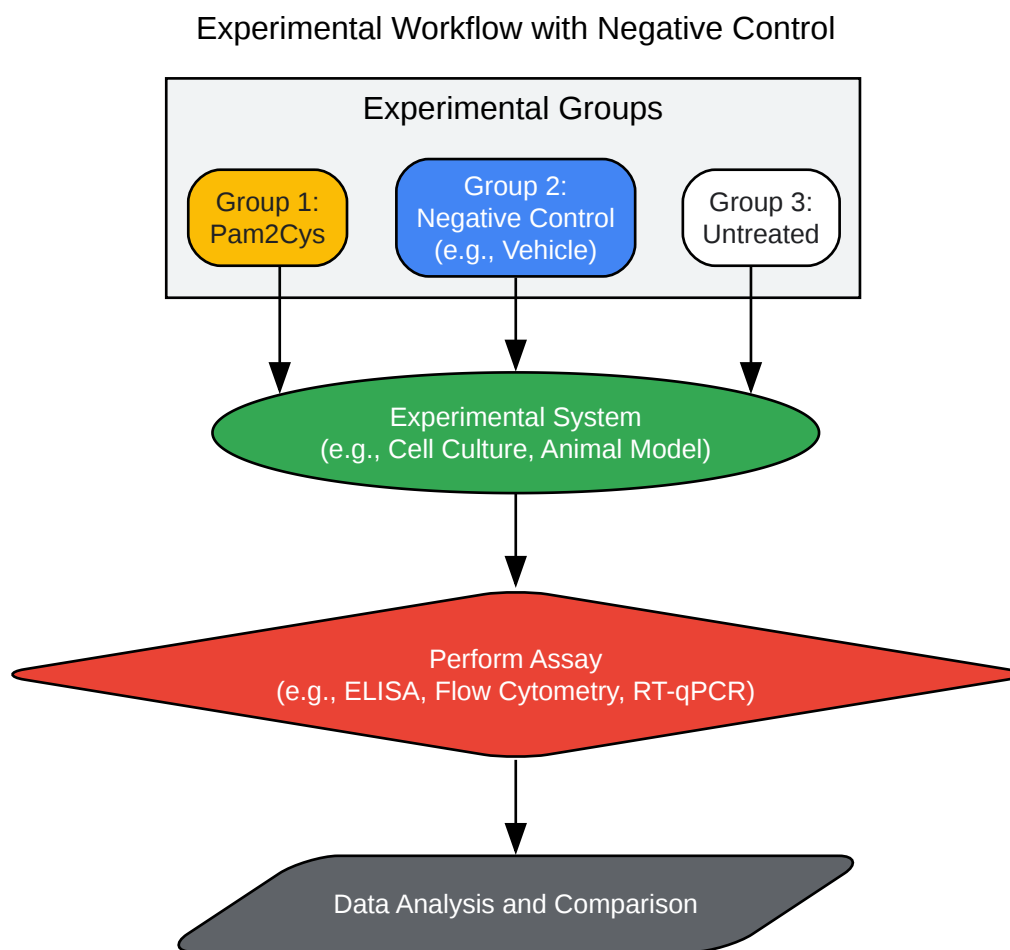 Experimental Workflow with Negative Control
Experimental Groups
Group 1:
Pam2Cys
Group 2:
Negative Control
(e.g., Vehicle)
Group 3:
Untreated
Experimental System
(e.g., Cell Culture, Animal Model)
Perform Assay
(e.g., ELISA, Flow Cytometry, RT-qPCR)
Data Analysis and Comparison